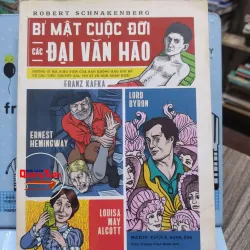 ROBERT SCHNAKENBERG
BÍ MẬT CUỘC ĐỜI
CÁC ĐẠI VĂN HÀO
FRANZ KAFKA
LORD
BYRON
ERNEST
HEMINGWAY
LOUISA
MAY
ALCOTT